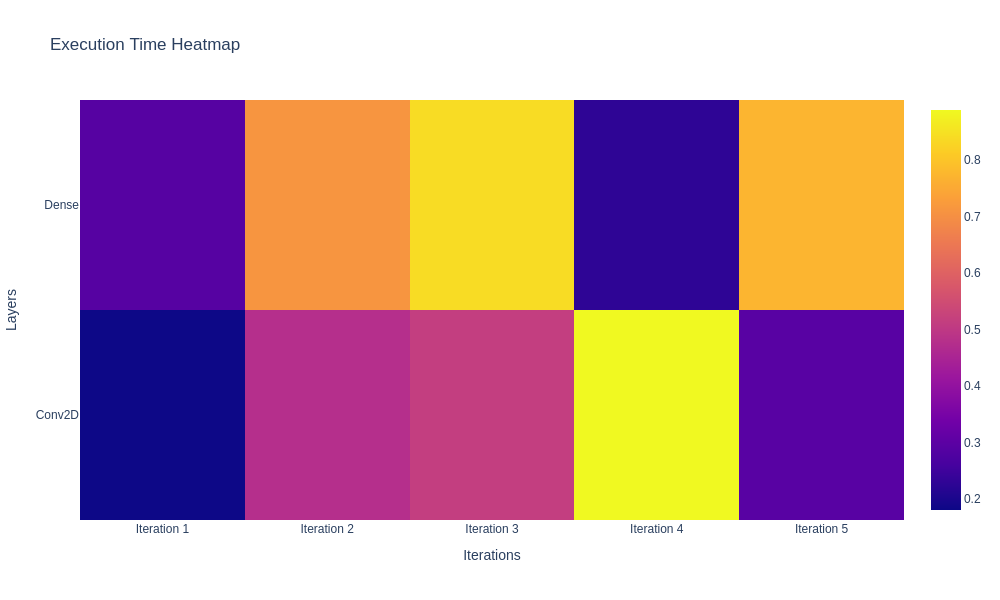 Execution Time Heatmap
Layers
Dense
Conv2D
Iteration 1
Iteration 2
Iteration 3
Iteration 4
Iteration 5
Iterations
0.8
0.7
0.6
0.5
0.4
0.3
0.2